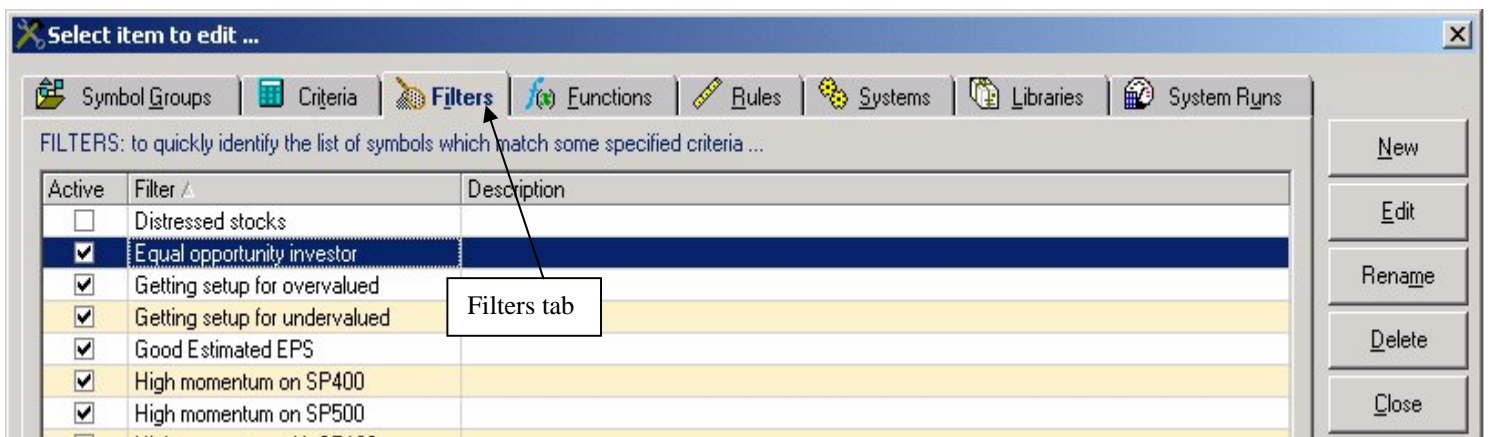 Select item to edit ...
Symbol Groups Criteria Filters f(x) Functions Rules Systems Libraries System Runs
FILTERS: to quickly identify the list of symbols which match some specified criteria ...
New
Active Filter Description
Distressed stocks
Edit
Equal opportunity investor
Getting setup for overvalued
Rename
Filters tab
Getting setup for undervalued
Good Estimated EPS
Delete
High momentum on SP400
High momentum on SP500
Close